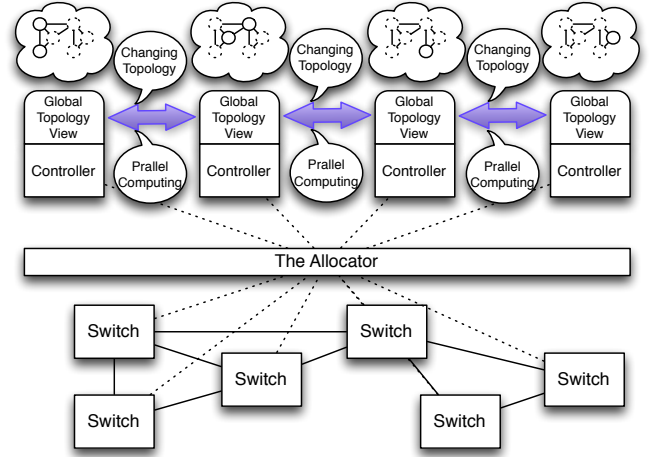 Changing
Topology
Changing
Topology
Changing
Topology
Global
Topology
View
Global
Topology
View
Global
Topology
View
Global
Topology
View
Controller
Prallel
Computing
Controller
Prallel
Computing
Controller
Prallel
Computing
Controller
The Allocator
Switch
Switch
Switch
Switch
Switch
Switch